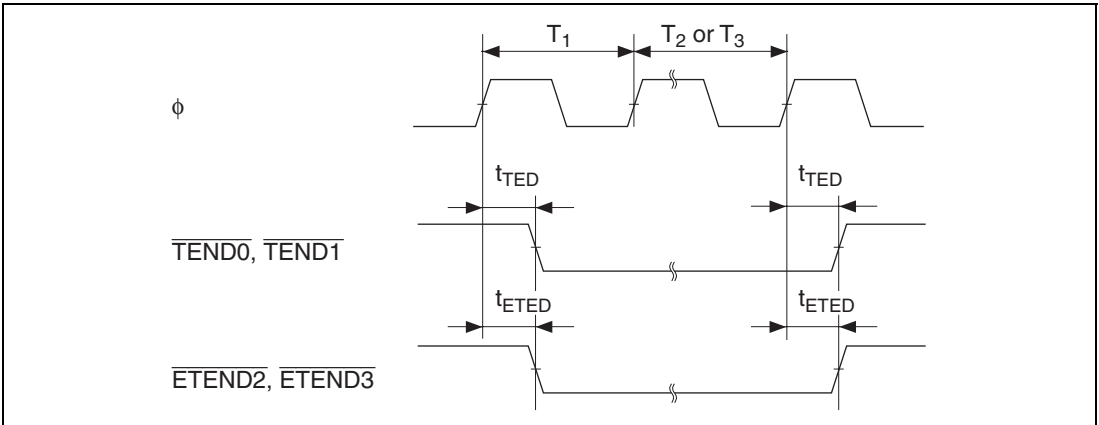 T1 T2 or T3
φ
tTED tTED
TEND0, TEND1
tETED tETED
ETEND2, ETEND3